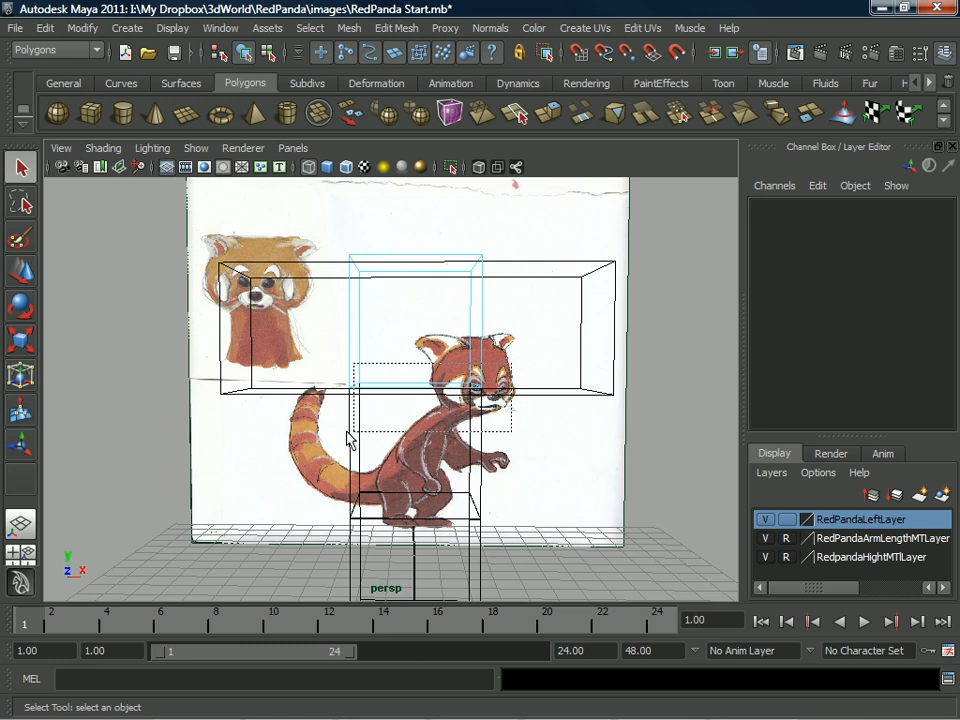 Autodesk Maya 2011: I:\My Dropbox\3dWorld\RedPanda\images\RedPanda Start.mb*
File Edit Modify Create Display Window Assets Select Mesh Edit Mesh Proxy Normals Color Create UVs Edit UVs Muscle Help
Polygons
General Curves Surfaces Polygons Subdivs Deformation Animation Dynamics Rendering PaintEffects Toon Muscle Fluids Fur H
View Shading Lighting Show Renderer Panels
Channel Box / Layer Editor
Channels Edit Object Show
persp
y
z x
Display Render Anim
Layers Options Help
V RedPandaLeftLayer
V R RedPandaArmLengthMTLayer
V R RedpandaHightMTlLayer
1 2 4 6 8 10 12 14 16 18 20 22 24 1.00
1.00 1.00 1 24 24.00 48.00 No Anim Layer No Character Set
MEL
Select Tool: select an object